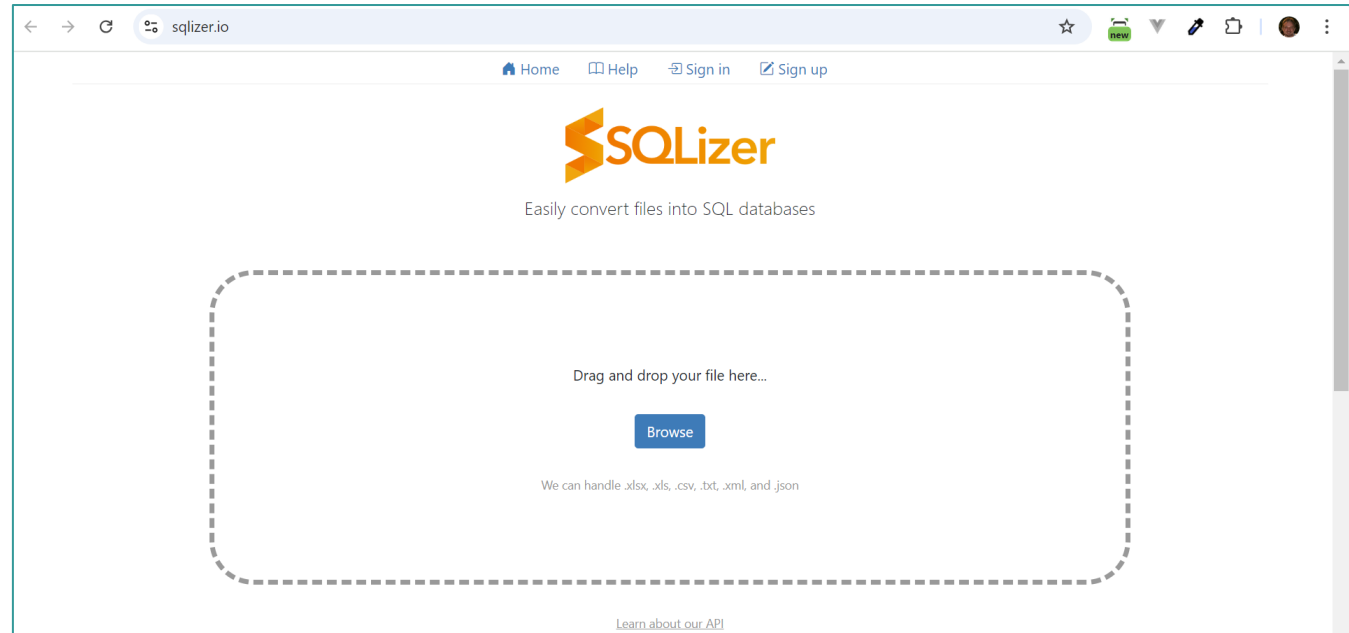 sqlizer.io
new
Home Help Sign in Sign up
SQLizer
Easily convert files into SQL databases
Drag and drop your file here...
Browse
We can handle .xlsx, .xls, .csv, .txt, .xml, and .json
Learn about our API